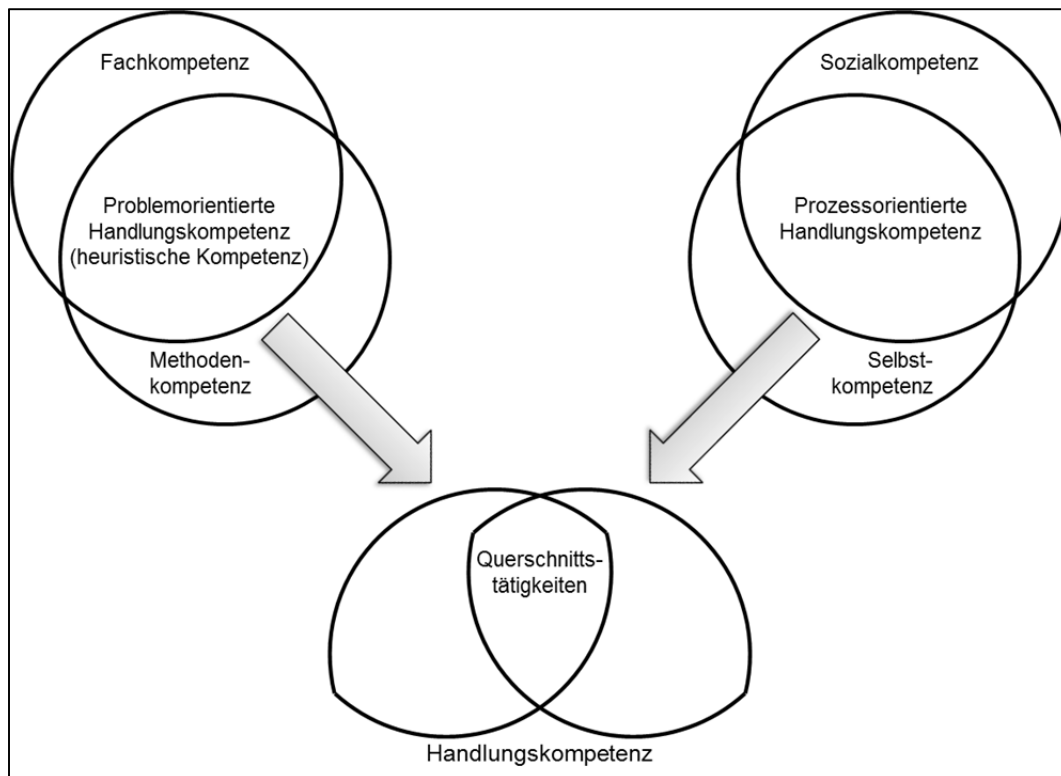 Fachkompetenz
Problemorientierte
Handlungskompetenz
(heuristische Kompetenz)
Methoden-
kompetenz
Sozialkompetenz
Prozessorientierte
Handlungskompetenz
Selbst-
kompetenz
Querschnitts-
tätigkeiten
Handlungskompetenz